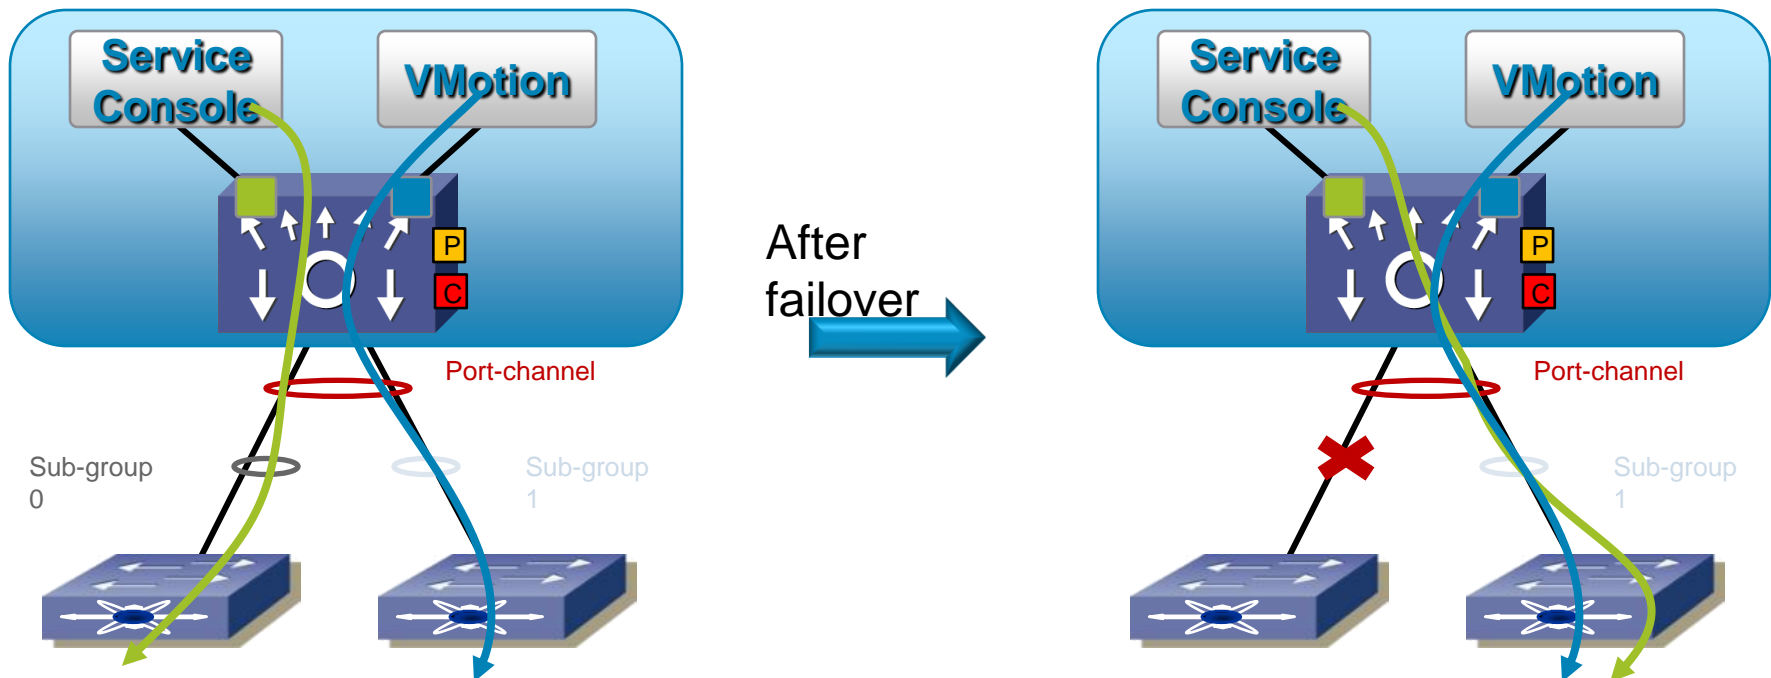 Service
Console
VMotion
P
C
Port-channel
Sub-group
0
Sub-group
1
After
failover
Service
Console
VMotion
P
C
Port-channel
Sub-group
1